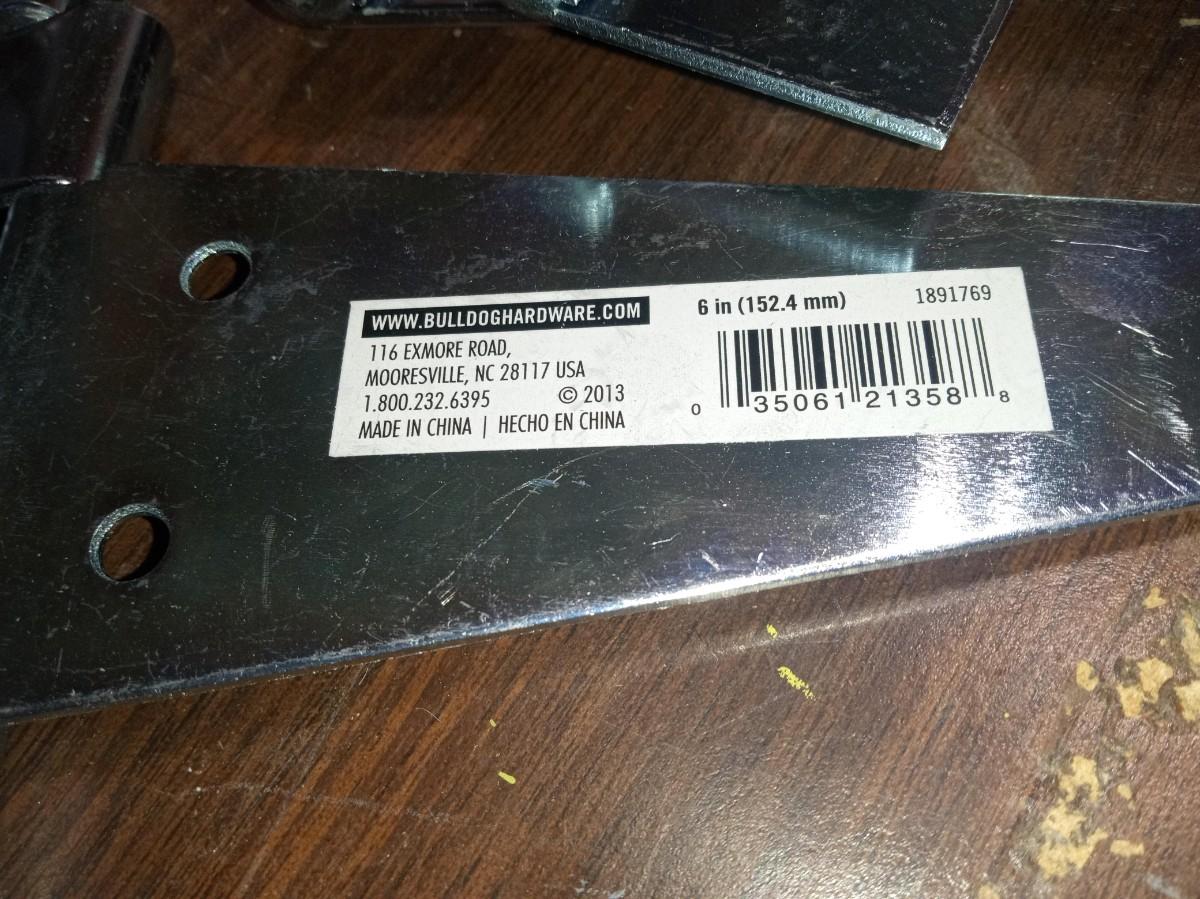 WWW.BULLDOGHARDWARE.COM
116 EXMORE ROAD,
MOORESVILLE, NC 28117 USA
1.800.232.6395 © 2013
MADE IN CHINA | HECHO EN CHINA
6 in (152.4 mm) 1891769
0 35061 21358 8